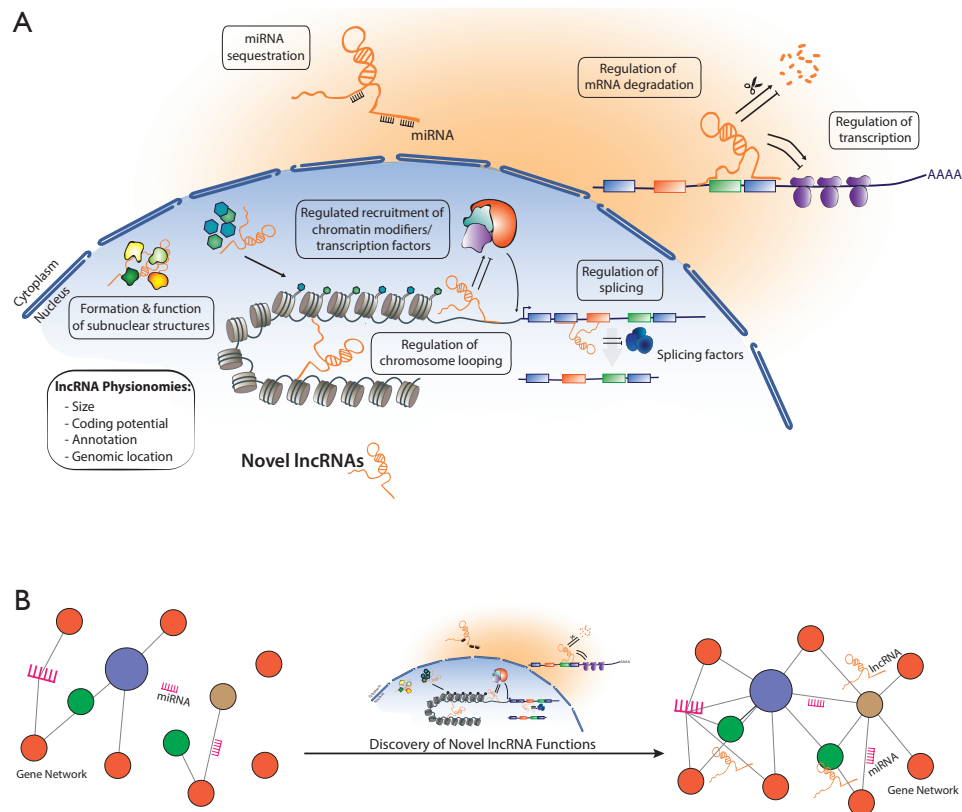 A
miRNA
sequestration
miRNA
Regulation of
mRNA degradation
Regulation of
transcription
AAAA
Regulated recruitment of
chromatin modifiers/
transcription factors
Cytoplasm
Nucleus
Formation & function
of subnuclear structures
Regulation of
splicing
Regulation of
chromosome looping
Splicing factors
lncRNA Physionomies:
- Size
- Coding potential
- Annotation
- Genomic location
Novel lncRNAs
B
miRNA
Gene Network
AAAA
Discovery of Novel lncRNA Functions
lncRNA
miRNA
Gene Network